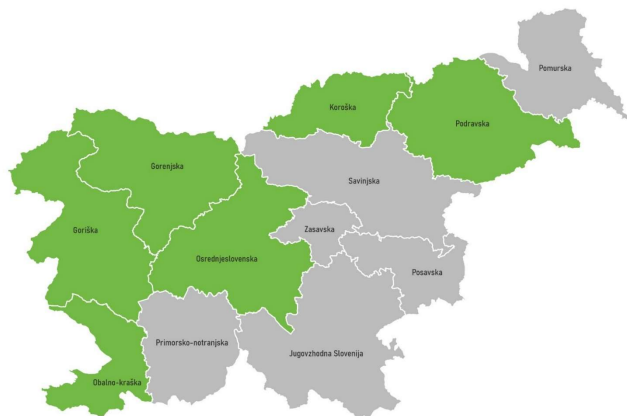 Pomurska
Koroška
Podravska
Gorenjska
Savinjska
Goriška
Zasavska
Osrednjeslovenska
Posavska
Primorsko-notranjska
Jugovzhodna Slovenija
Obalno-kraška